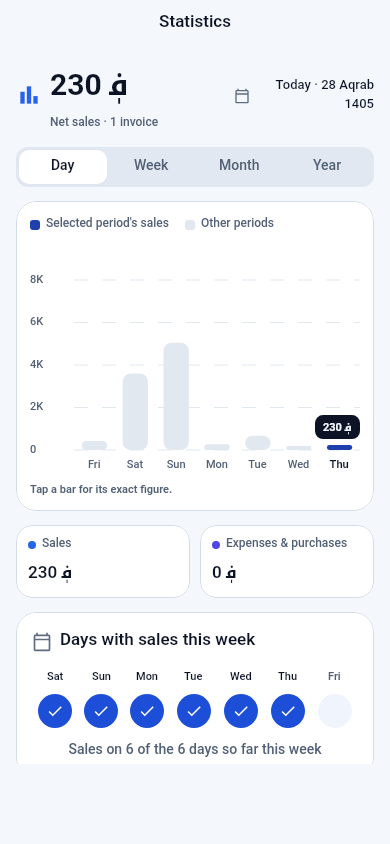 Statistics
230 ؋
Net sales · 1 invoice
Today · 28 Aqrab
1405
Day
Week
Month
Year
Selected period's sales
Other periods
8K
6K
4K
2K
0
230 ؋
Fri
Sat
Sun
Mon
Tue
Wed
Thu
Tap a bar for its exact figure.
Sales
230 ؋
Expenses & purchases
0 ؋
Days with sales this week
Sat
Sun
Mon
Tue
Wed
Thu
Fri
Sales on 6 of the 6 days so far this week